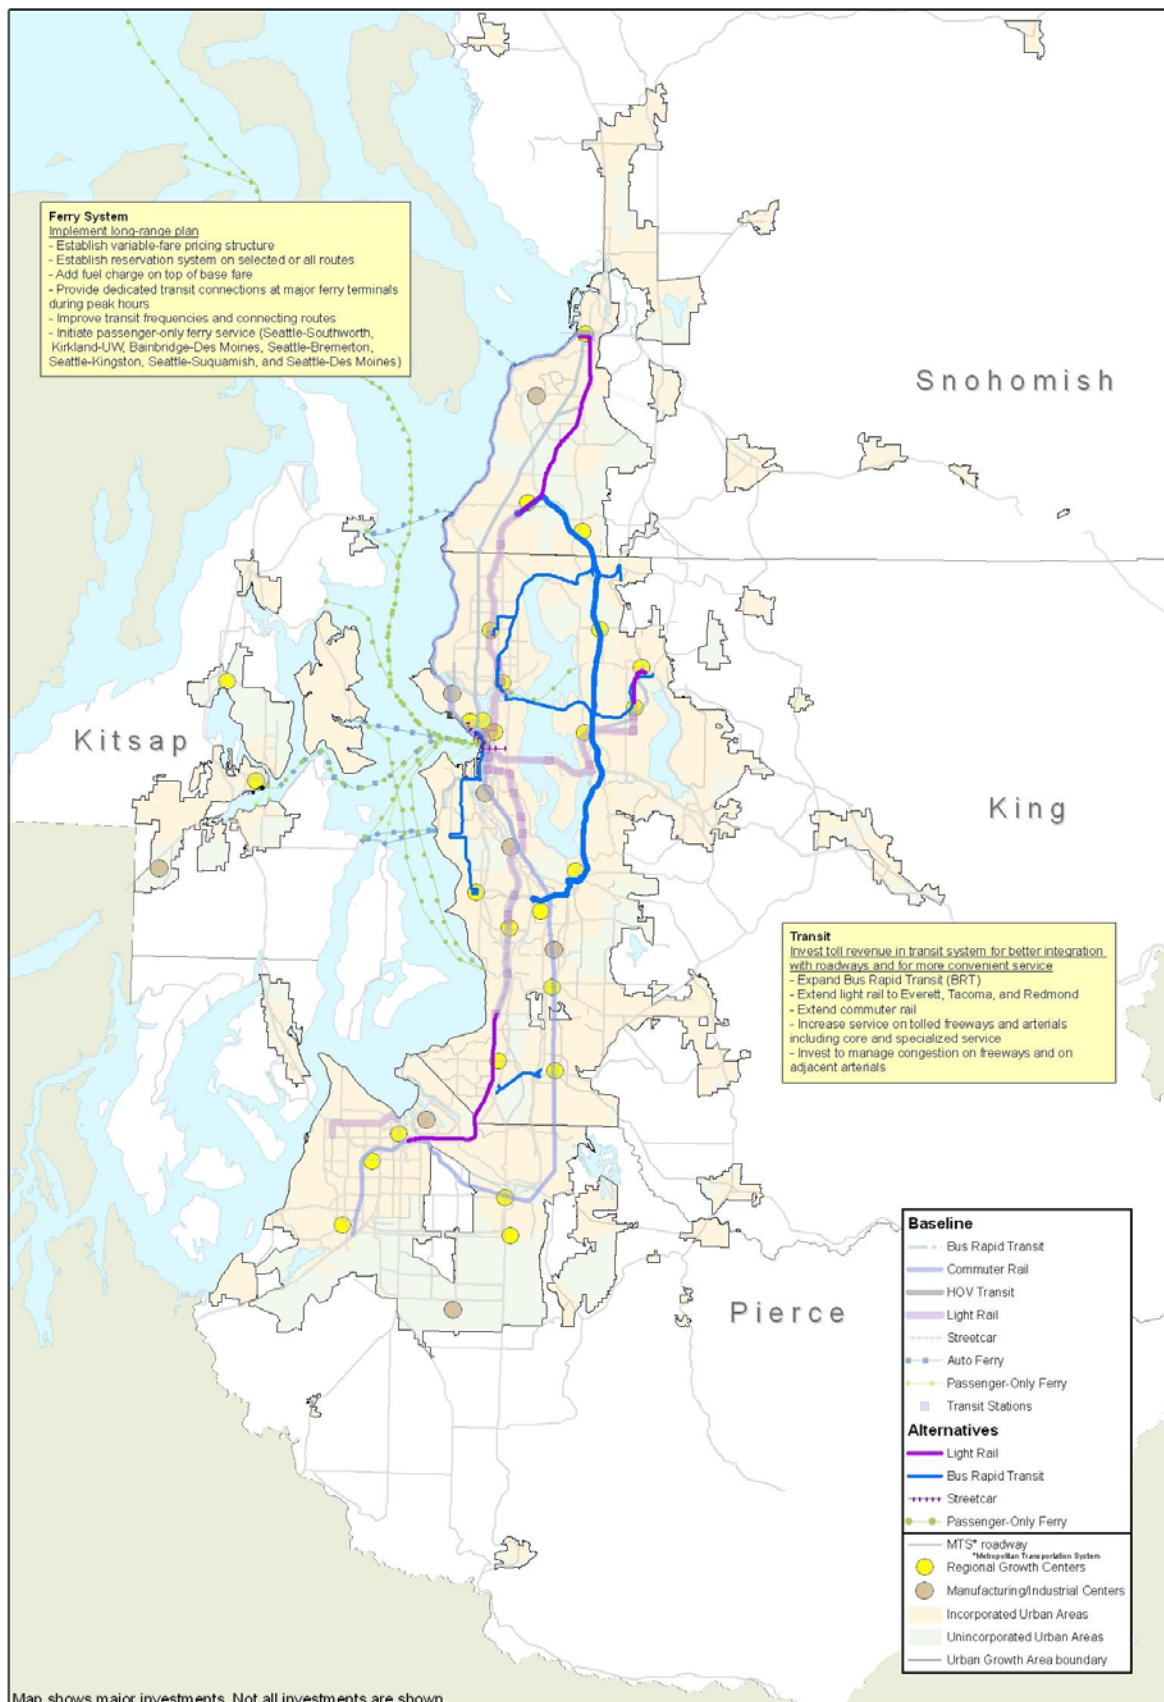 Ferry System
Implement long-range plan
- Establish variable-fare pricing structure
- Establish reservation system on selected or all routes
- Add fuel charge on top of base fare
- Provide dedicated transit connections at major ferry terminals
during peak hours
- Improve transit frequencies and connecting routes
- Initiate passenger-only ferry service (Seattle-Southworth,
Kirkland-UW, Bainbridge-Des Moines, Seattle-Bremerton,
Seattle-Kingston, Seattle-Suquamish, and Seattle-Des Moines)
Snohomish
Kitsap
King
Transit
Invest toll revenue in transit system for better integration
with roadways and for more convenient service
- Expand Bus Rapid Transit (BRT)
- Extend light rail to Everett, Tacoma, and Redmond
- Extend commuter rail
- Increase service on tolled freeways and arterials
including core and specialized service
- Invest to manage congestion on freeways and on
adjacent arterials
Pierce
Baseline
Bus Rapid Transit
Commuter Rail
HOV Transit
Light Rail
Streetcar
Auto Ferry
Passenger-Only Ferry
Transit Stations
Alternatives
Light Rail
Bus Rapid Transit
Streetcar
Passenger-Only Ferry
MTS* roadway
*Metropolitan Transportation System
Regional Growth Centers
Manufacturing/Industrial Centers
Incorporated Urban Areas
Unincorporated Urban Areas
Urban Growth Area boundary
Map shows major investments. Not all investments are shown